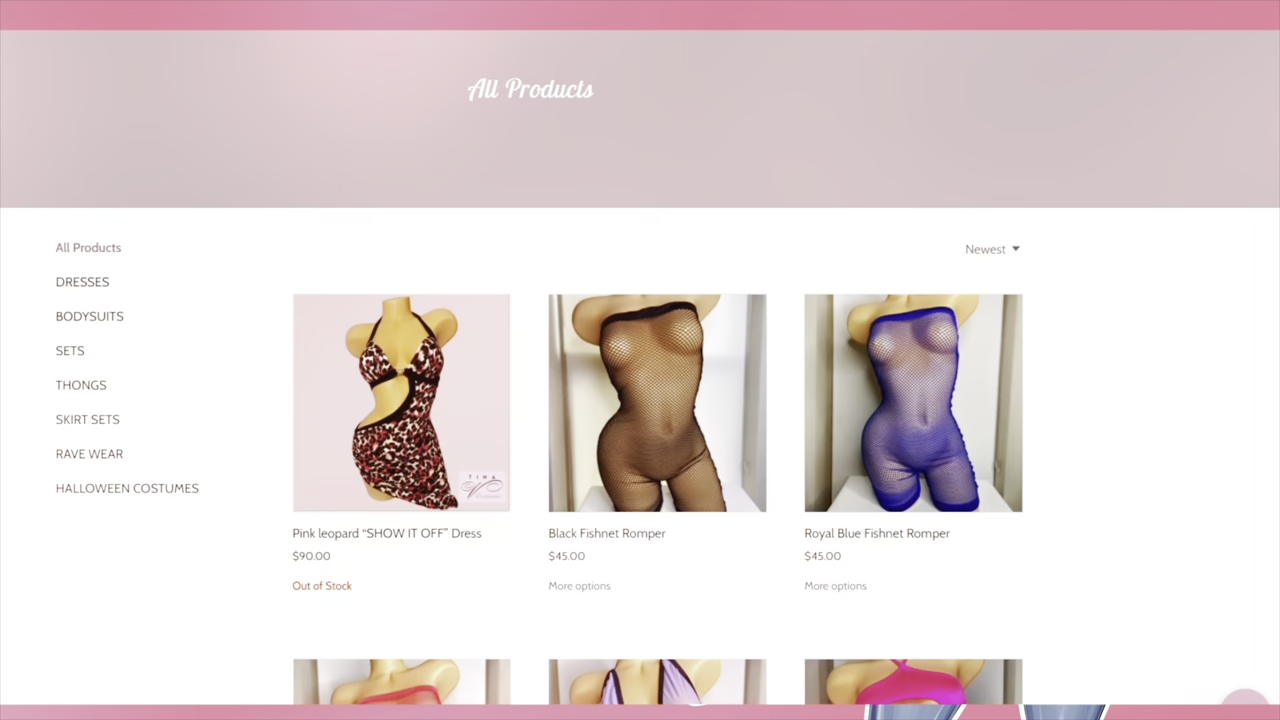 All Products
All Products
DRESSES
BODYSUITS
SETS
THONGS
SKIRT SETS
RAVE WEAR
HALLOWEEN COSTUMES
Newest
TINA
Pink leopard “SHOW IT OFF” Dress
$90.00
Out of Stock
Black Fishnet Romper
$45.00
More options
Royal Blue Fishnet Romper
$45.00
More options